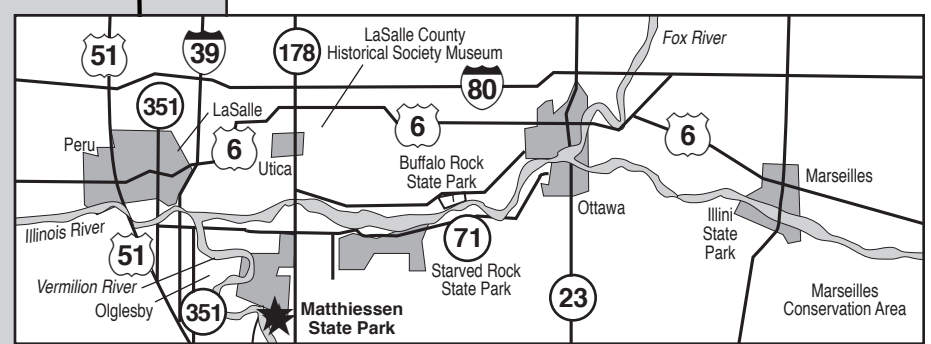 51
39
178
LaSalle County
Historical Society Museum
Fox River
80
351
LaSalle
6
6
6
Peru
Utica
Buffalo Rock
State Park
Marseilles
Ottawa
Illini
State
Park
Illinois River
51
71
Starved Rock
State Park
Vermilion River
Olglesby
351
Matthiessen
State Park
23
Marseilles
Conservation Area